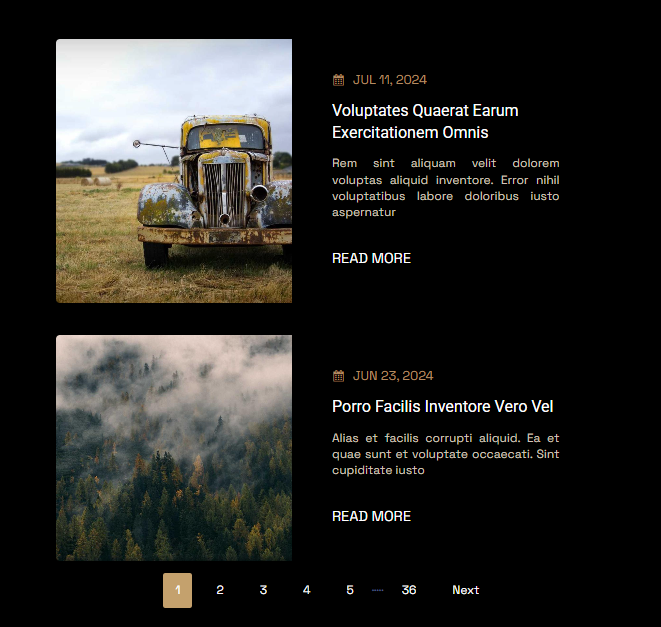 JUL 11, 2024
Voluptates Quaerat Earum
Exercitationem Omnis
Rem sint aliquam velit dolorem
voluptas aliquid inventore. Error nihil
voluptatibus labore doloribus iusto
aspernatur
READ MORE
JUN 23, 2024
Porro Facilis Inventore Vero Vel
Alias et facilis corrupti aliquid. Ea et
quae sunt et voluptate occaecati. Sint
cupiditate iusto
READ MORE
1 2 3 4 5 ····· 36 Next